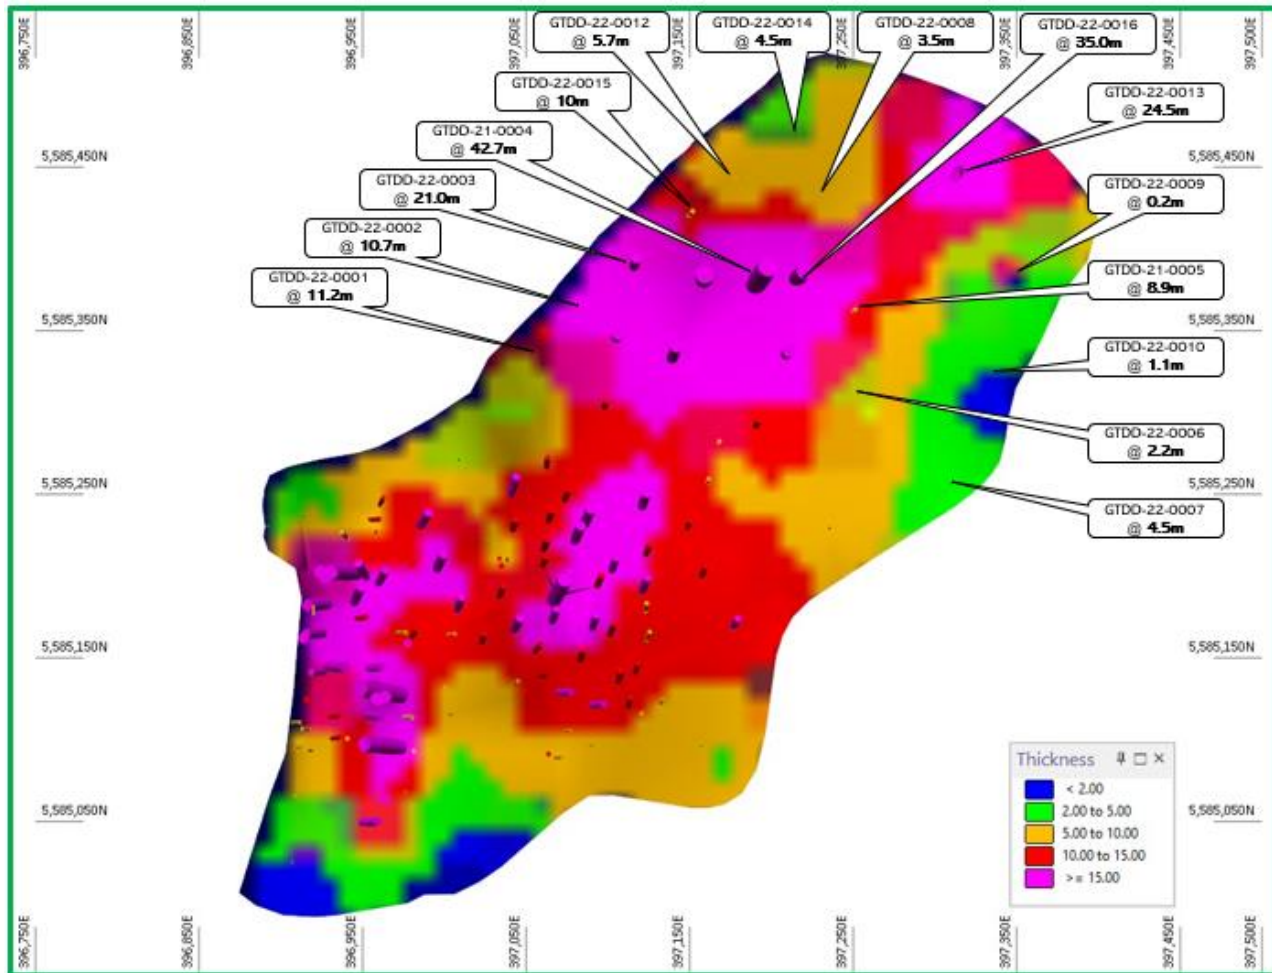 396,750E
396,850E
396,950E
397,050E
397,150E
397,250E
397,350E
397,450E
397,500E
GTDD-22-0012
@ 5.7m
GTDD-22-0014
@ 4.5m
GTDD-22-0008
@ 3.5m
GTDD-22-0016
@ 35.0m
GTDD-22-0015
@ 10m
GTDD-22-0013
@ 24.5m
GTDD-21-0004
@ 42.7m
5,585,450N
5,585,450N
GTDD-22-0003
@ 21.0m
GTDD-22-0009
@ 0.2m
GTDD-22-0002
@ 10.7m
GTDD-22-0001
@ 11.2m
GTDD-21-0005
@ 8.9m
5,585,350N
5,585,350N
GTDD-22-0010
@ 1.1m
GTDD-22-0006
@ 2.2m
5,585,250N
5,585,250N
GTDD-22-0007
@ 4.5m
5,585,150N
5,585,150N
Thickness
< 2.00
2.00 to 5.00
5.00 to 10.00
10.00 to 15.00
>= 15.00
5,585,050N
5,585,050N
396,750E
396,850E
396,950E
397,050E
397,150E
397,250E
397,350E
397,450E
397,500E